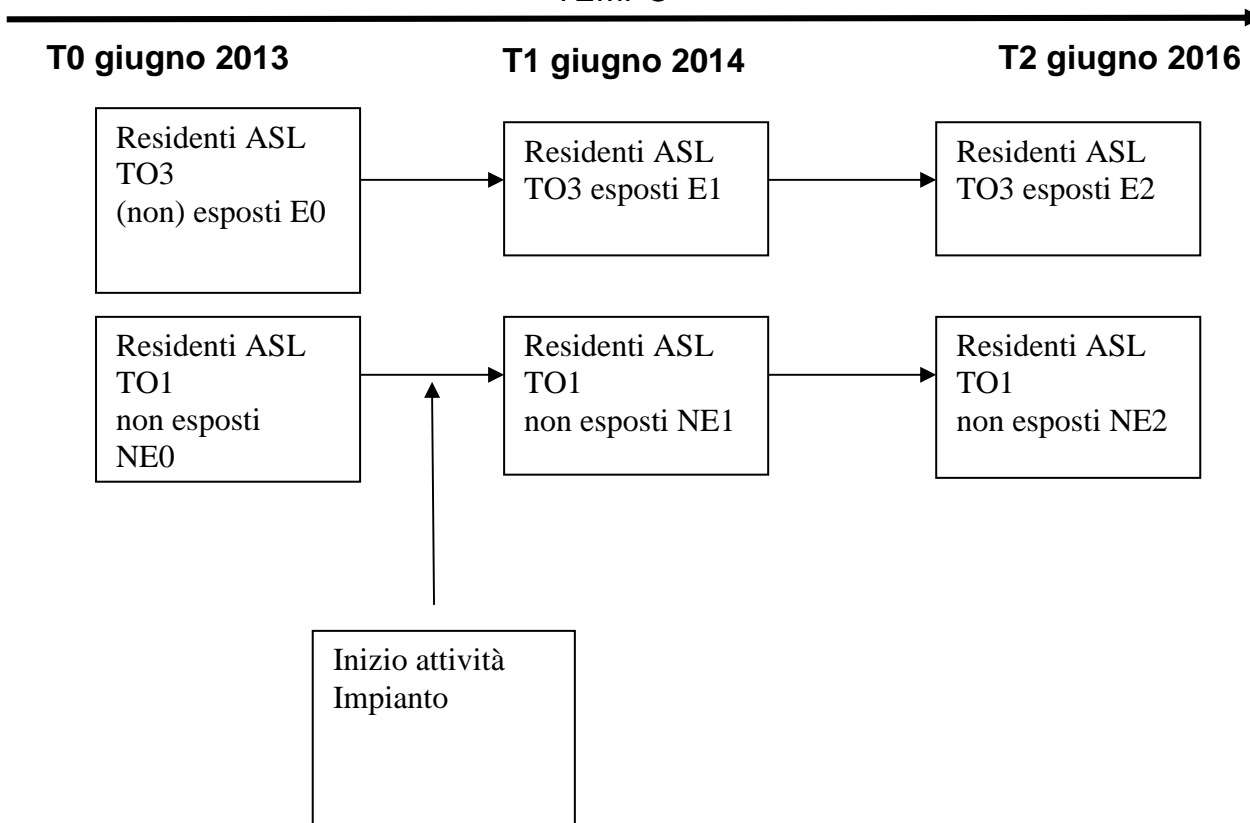 T0 giugno 2013
T1 giugno 2014
T2 giugno 2016
Residenti ASL
TO3
(non) esposti E0
Residenti ASL
TO3 esposti E1
Residenti ASL
TO3 esposti E2
Residenti ASL
TO1
non esposti
NE0
Residenti ASL
TO1
non esposti NE1
Residenti ASL
TO1
non esposti NE2
Inizio attività
Impianto